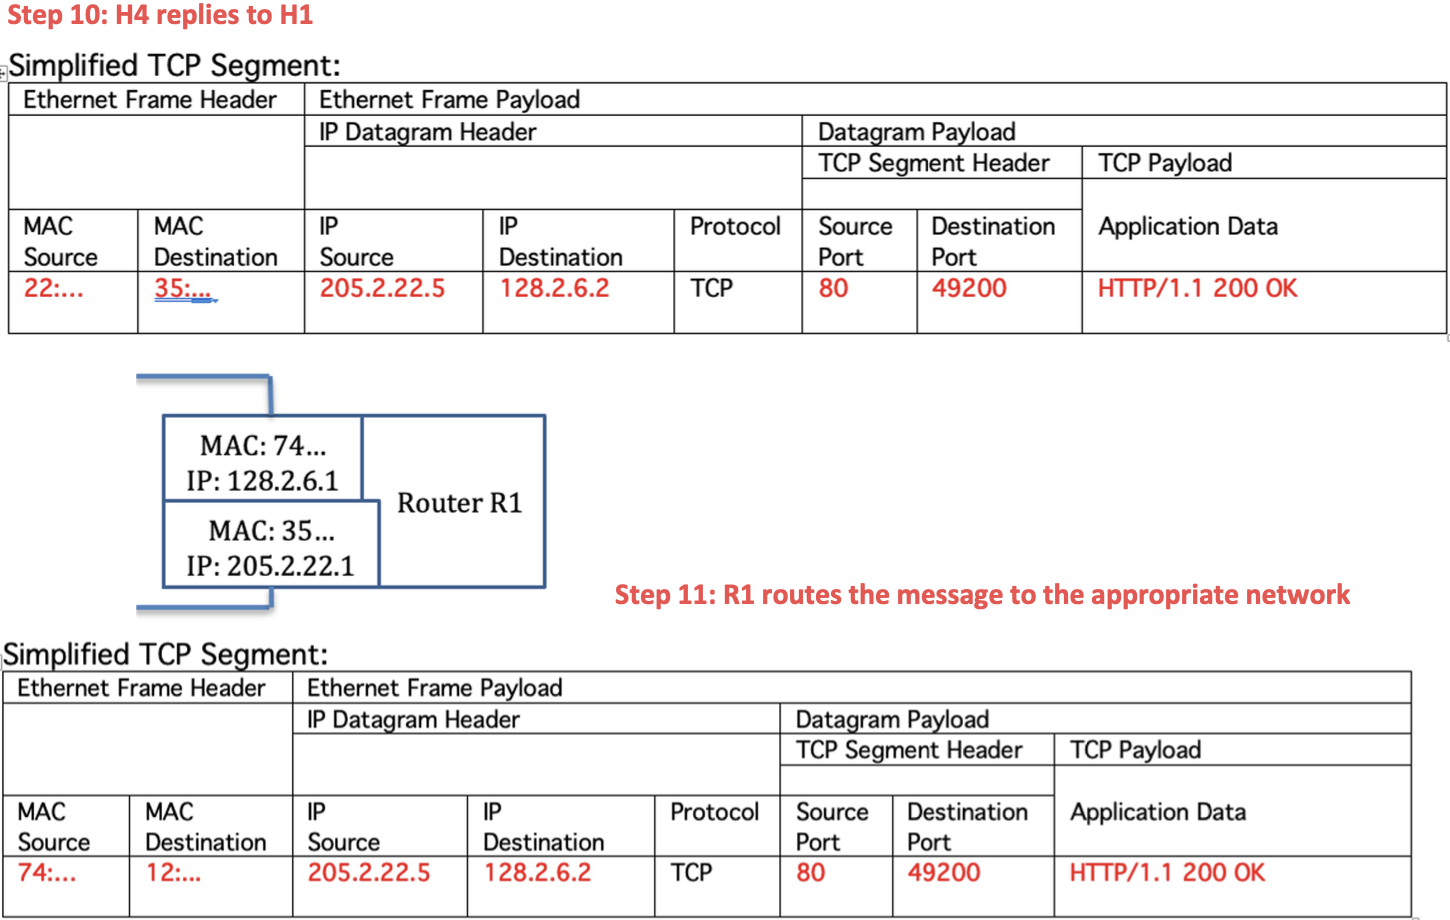 Step 10: H4 replies to H1
Simplified TCP Segment:
Ethernet Frame Header Ethernet Frame Payload
IP Datagram Header Datagram Payload
TCP Segment Header TCP Payload
MAC Source MAC Destination IP Source IP Destination Protocol Source Port Destination Port Application Data
22:... 35:... 205.2.22.5 128.2.6.2 TCP 80 49200 HTTP/1.1 200 OK
MAC: 74...
IP: 128.2.6.1
Router R1
MAC: 35...
IP: 205.2.22.1
Step 11: R1 routes the message to the appropriate network
Simplified TCP Segment:
Ethernet Frame Header Ethernet Frame Payload
IP Datagram Header Datagram Payload
TCP Segment Header TCP Payload
MAC Source MAC Destination IP Source IP Destination Protocol Source Port Destination Port Application Data
74:... 12:... 205.2.22.5 128.2.6.2 TCP 80 49200 HTTP/1.1 200 OK